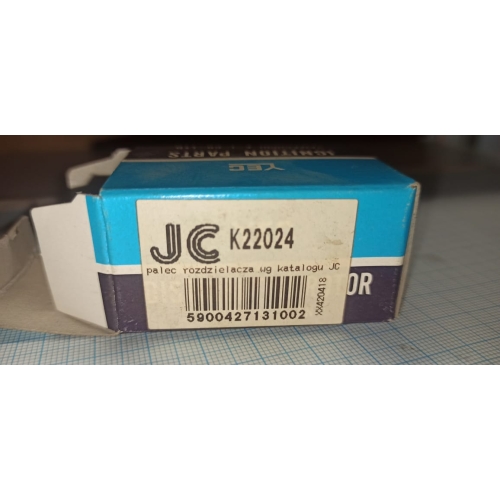 IGNITION PARTS
YEC
JC K22024
palec rozdzielacza wg katalogu JC
OR
5900427131002
XX420418